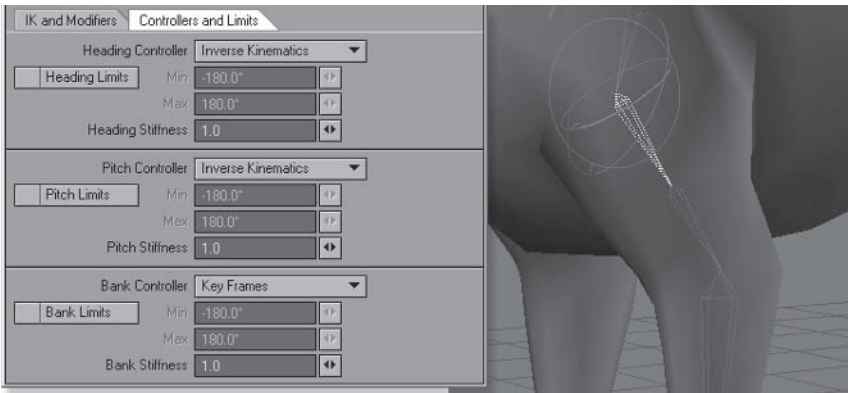 IK and Modifiers Controllers and Limits
Heading Controller Inverse Kinematics
Heading Limits Min -180.0°
Max 180.0°
Heading Stiffness 1.0
Pitch Controller Inverse Kinematics
Pitch Limits Min -180.0°
Max 180.0°
Pitch Stiffness 1.0
Bank Controller Key Frames
Bank Limits Min -180.0°
Max 180.0°
Bank Stiffness 1.0